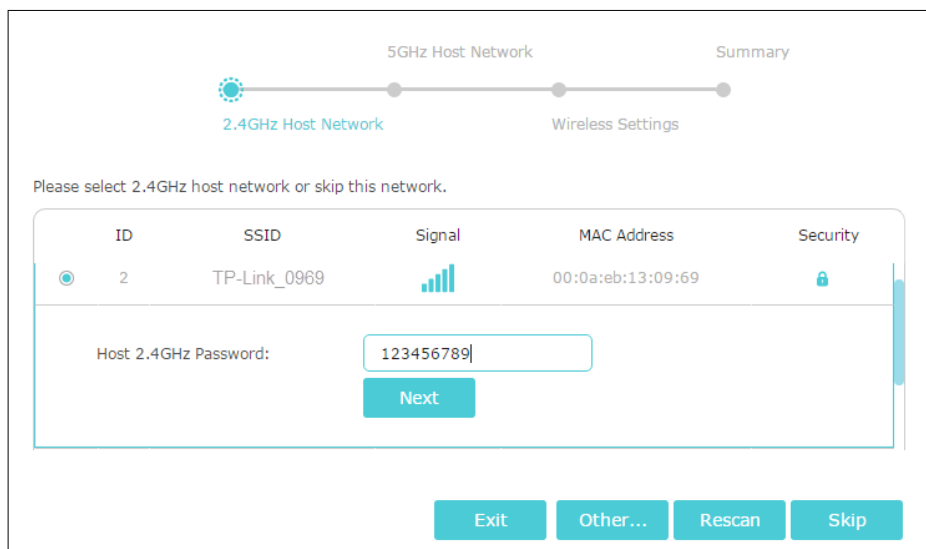 5GHz Host Network Summary
2.4GHz Host Network Wireless Settings
Please select 2.4GHz host network or skip this network.
ID SSID Signal MAC Address Security
2 TP-Link_0969 00:0a:eb:13:09:69
Host 2.4GHz Password: 123456789
Next
Exit Other... Rescan Skip